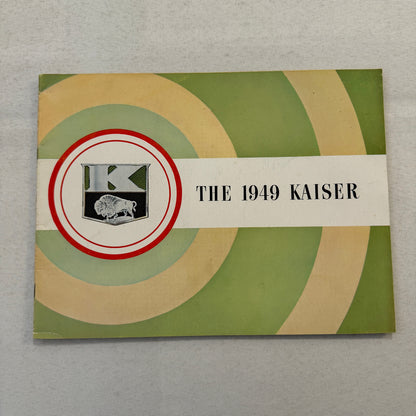 K
THE 1949 KAISER